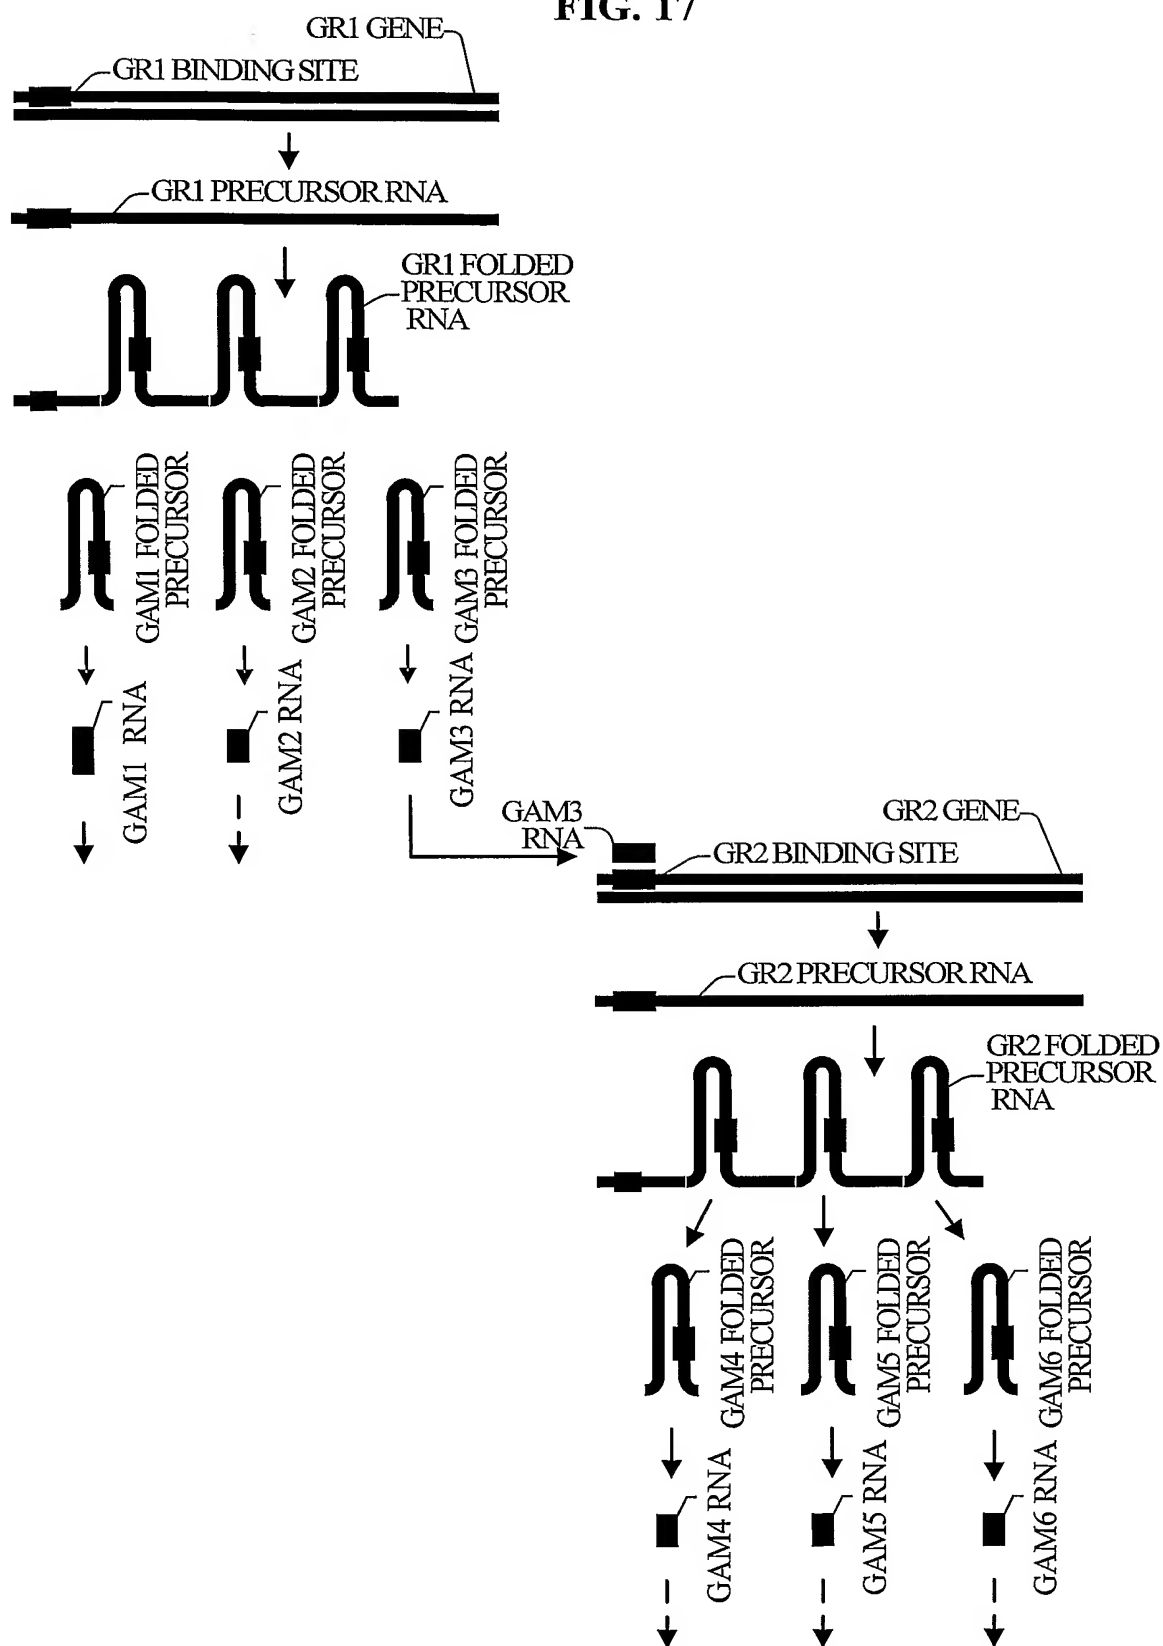 FIG. 17
GR1 GENE
GR1 BINDING SITE
GR1 PRECURSOR RNA
GR1 FOLDED
PRECURSOR
RNA
GAM1 FOLDED
PRECURSOR
GAM2 FOLDED
PRECURSOR
GAM3 FOLDED
PRECURSOR
GAM1 RNA
GAM2 RNA
GAM3 RNA
GAM3
RNA
GR2 GENE
GR2 BINDING SITE
GR2 PRECURSOR RNA
GR2 FOLDED
PRECURSOR
RNA
GAM4 FOLDED
PRECURSOR
GAM5 FOLDED
PRECURSOR
GAM6 FOLDED
PRECURSOR
GAM4 RNA
GAM5 RNA
GAM6 RNA